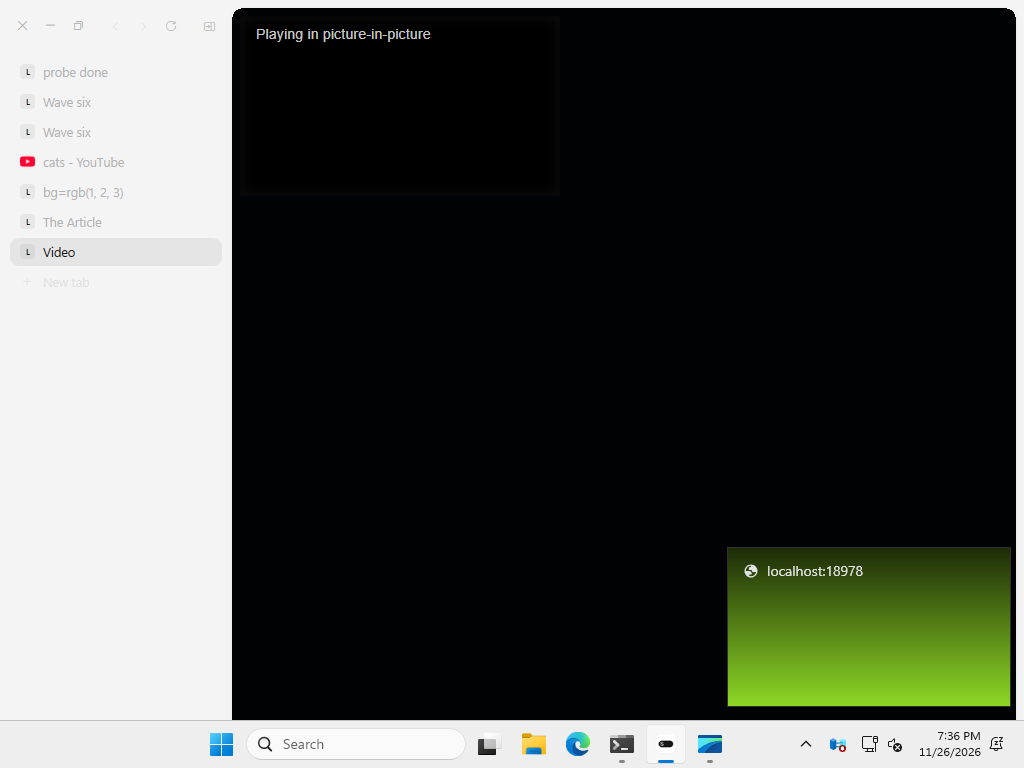 probe done
Wave six
Wave six
cats - YouTube
bg=rgb(1, 2, 3)
The Article
Video
New tab
Playing in picture-in-picture
localhost:18978
Search
7:36 PM
11/26/2026